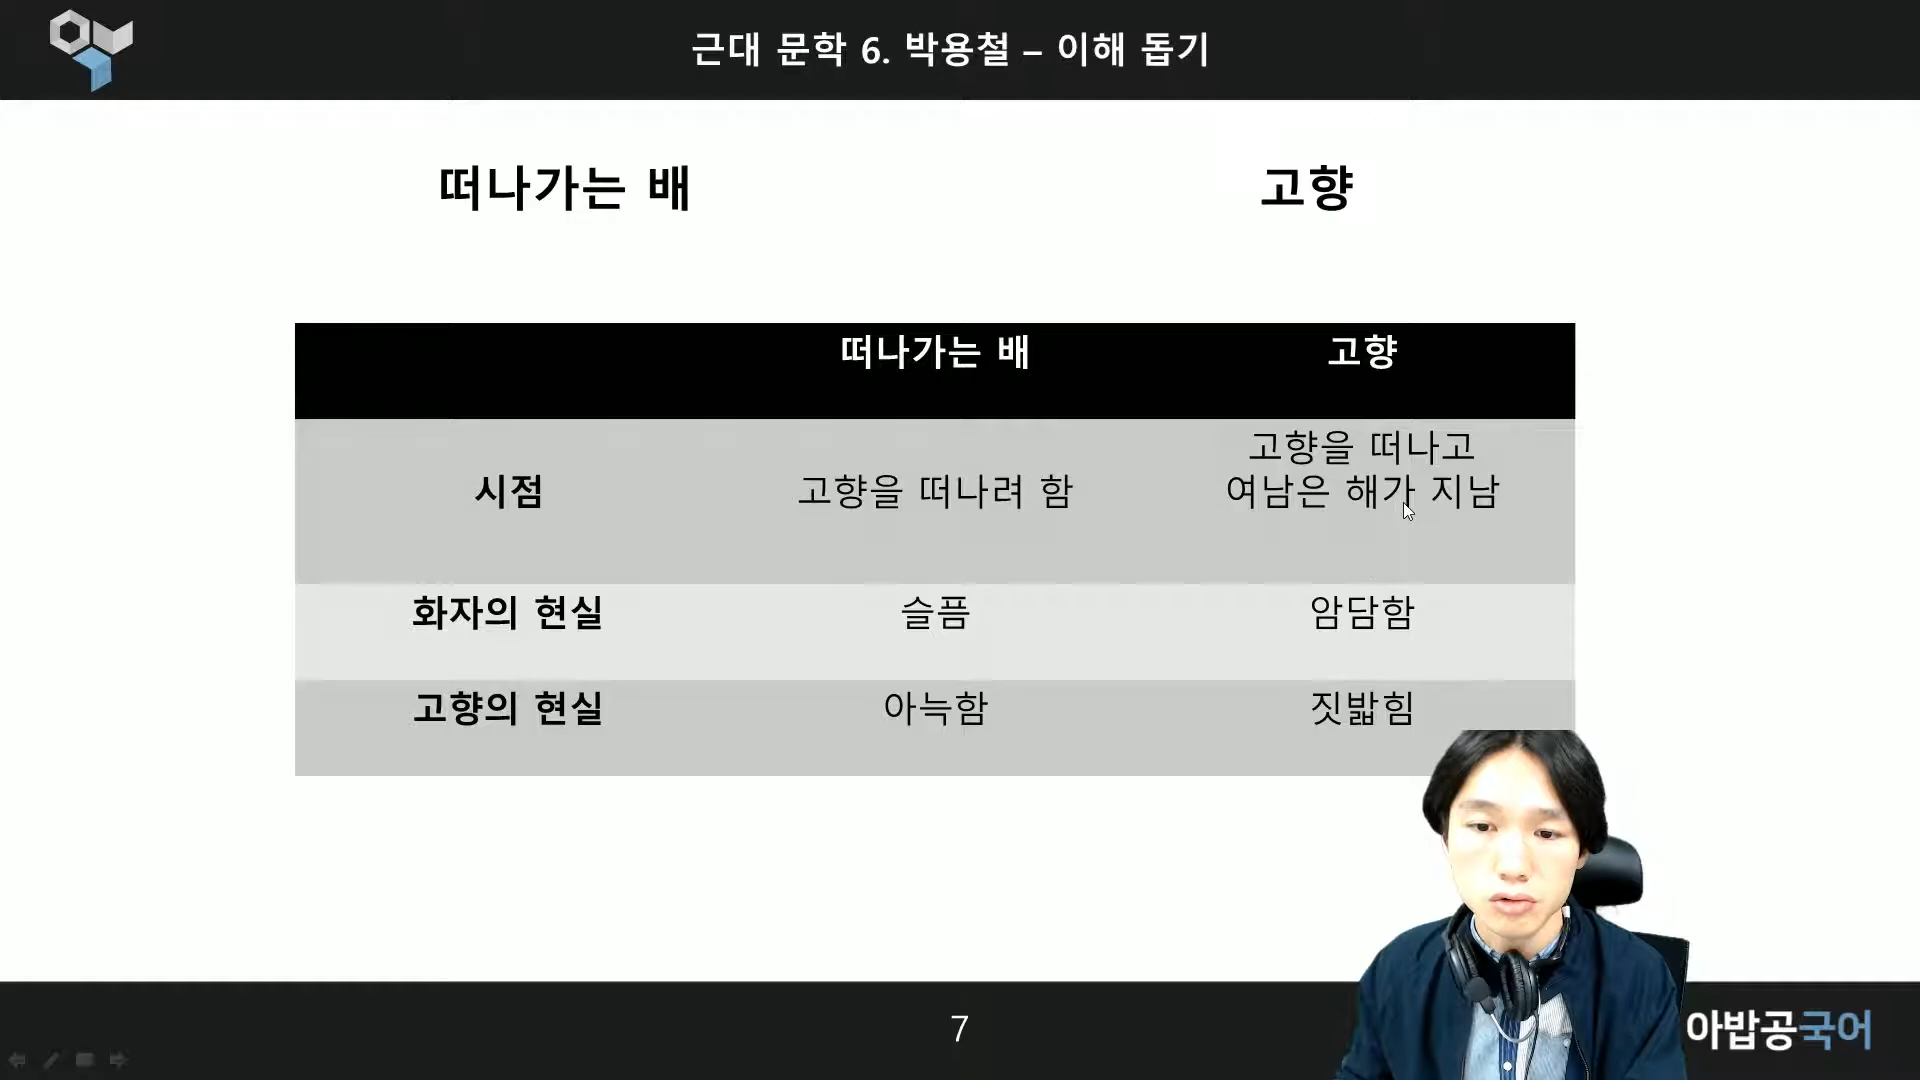 근대 문학 6. 박용철 – 이해 돕기
떠나가는 배
고향
떠나가는 배
고향
시점
고향을 떠나려 함
고향을 떠나고
여남은 해가 지남
화자의 현실
슬픔
암담함
고향의 현실
아늑함
짓밟힘
7
아밥공국어